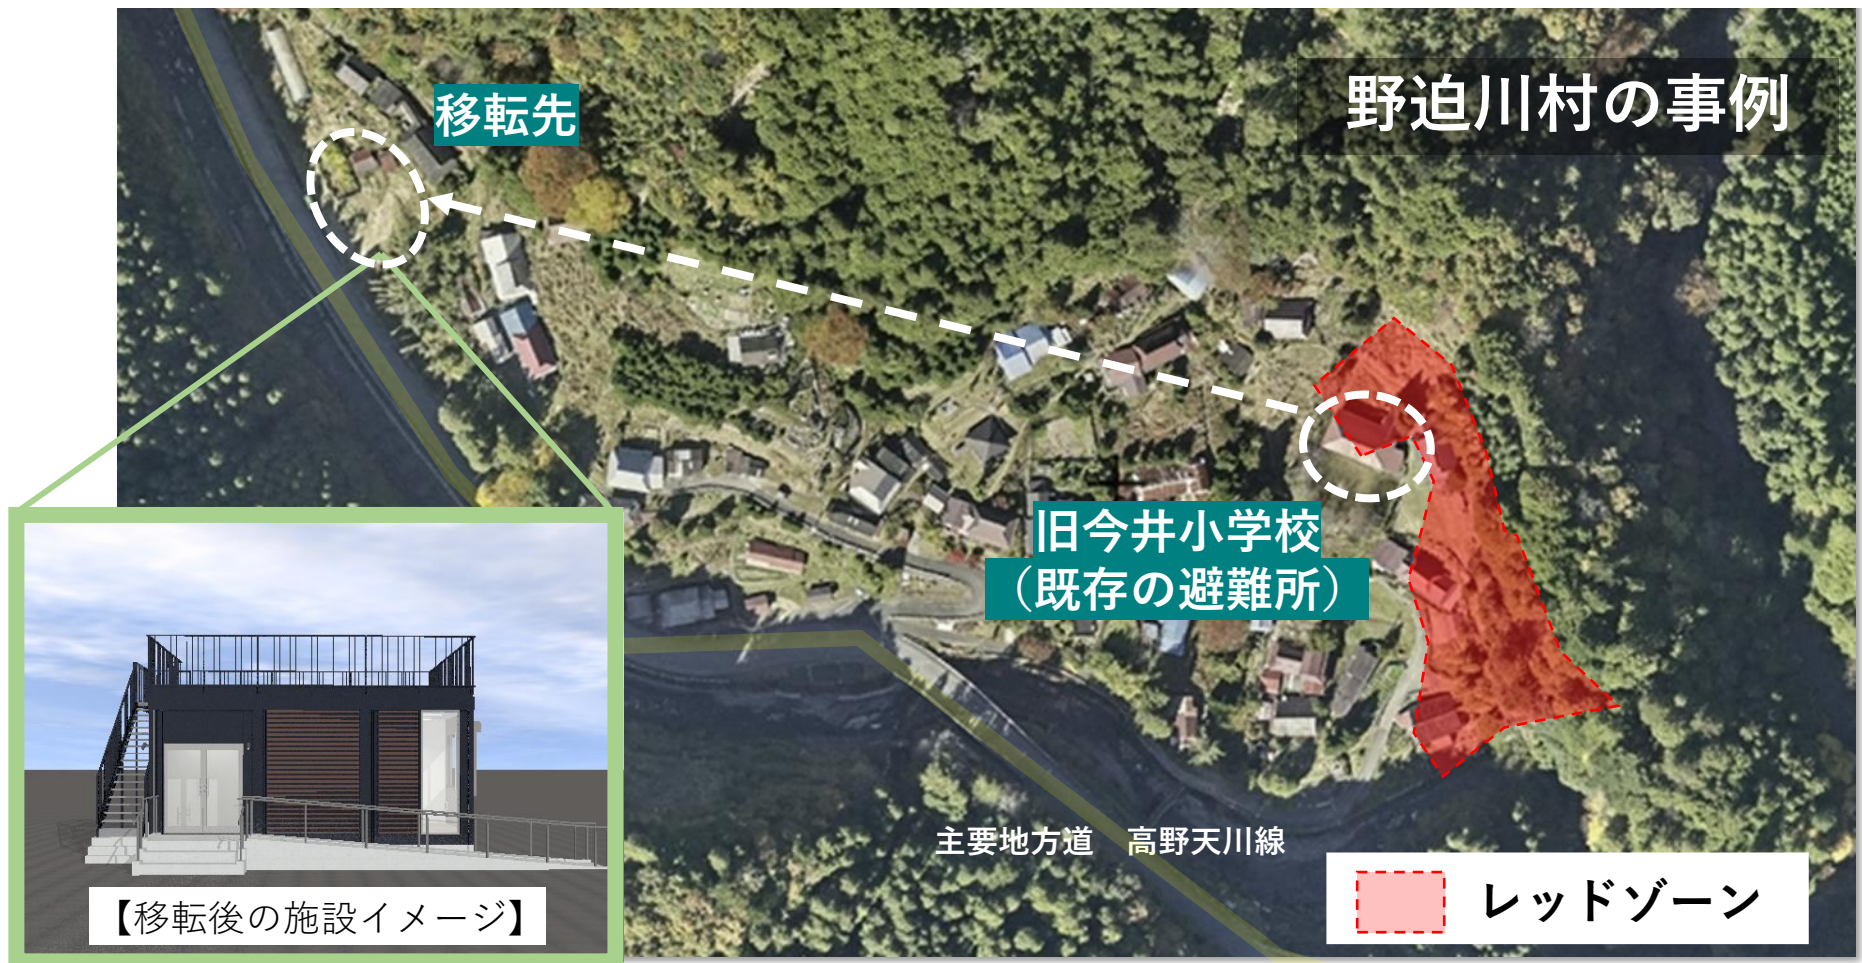 野迫川村の事例
移転先
旧今井小学校
（既存の避難所）
主要地方道　高野天川線
レッドゾーン
【移転後の施設イメージ】